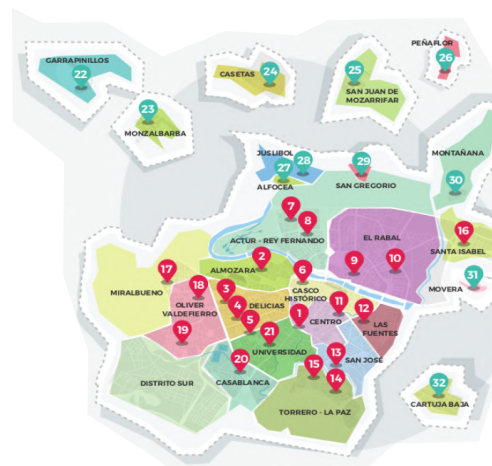 PEÑAFLOR
26
GARRAPINILLOS
22
CASETAS
24
25
SAN JUAN DE
MOZARRIFAR
23
MONZALBARBA
JUSLIBOL
27
28
ALFOCEA
29
SAN GREGORIO
MONTAÑANA
30
7
8
ACTUR - REY FERNANDO
EL RABAL
9
10
16
SANTA ISABEL
31
MOVERA
17
MIRALBUENO
ALMOZARA
2
6
CASCO
HISTÓRICO
18
OLIVER
VALDEFIERRO
19
3
4
DELICIAS
5
1
CENTRO
11
12
LAS
FUENTES
21
UNIVERSIDAD
13
SAN JOSÉ
14
15
20
CASABLANCA
DISTRITO SUR
TORRERO - LA PAZ
32
CARTUJA BAJA